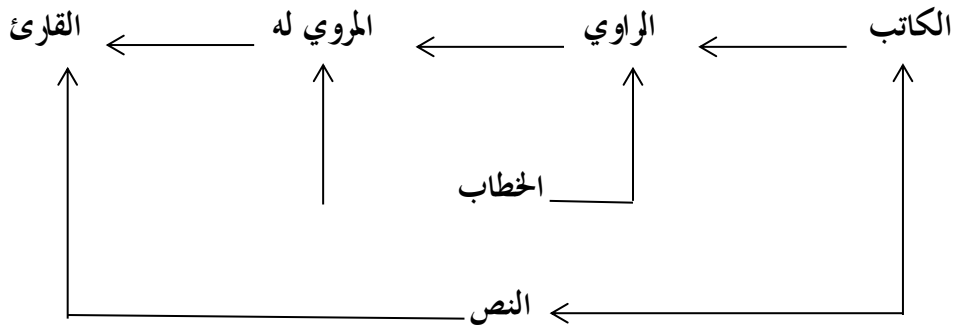 الكاتب الراوي المروي له القارئ
الخطاب
النص